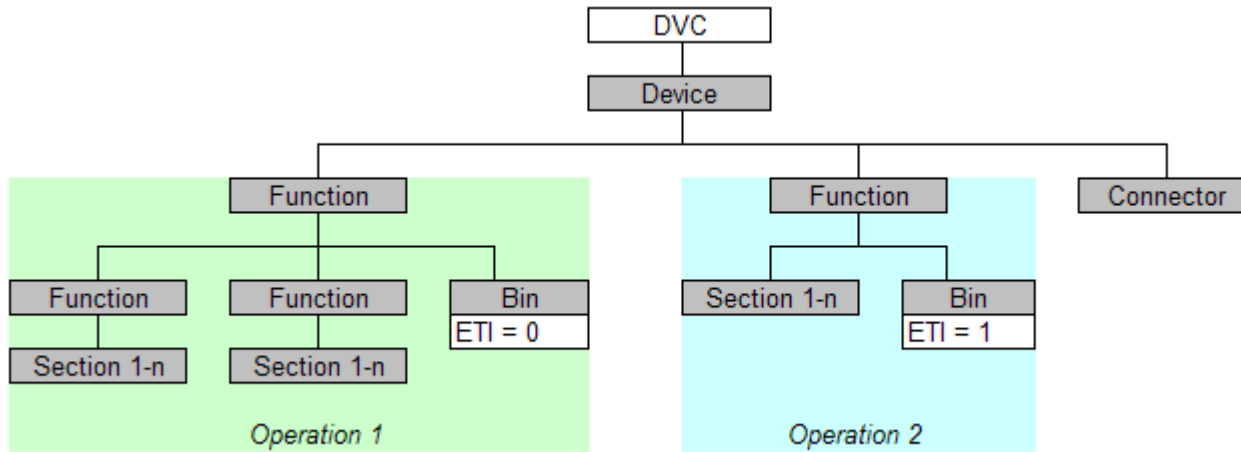 DVC
Device
Function
Function
Connector
Function
Function
Bin
Section 1-n
Bin
ETI = 0
ETI = 1
Section 1-n
Section 1-n
Operation 1
Operation 2